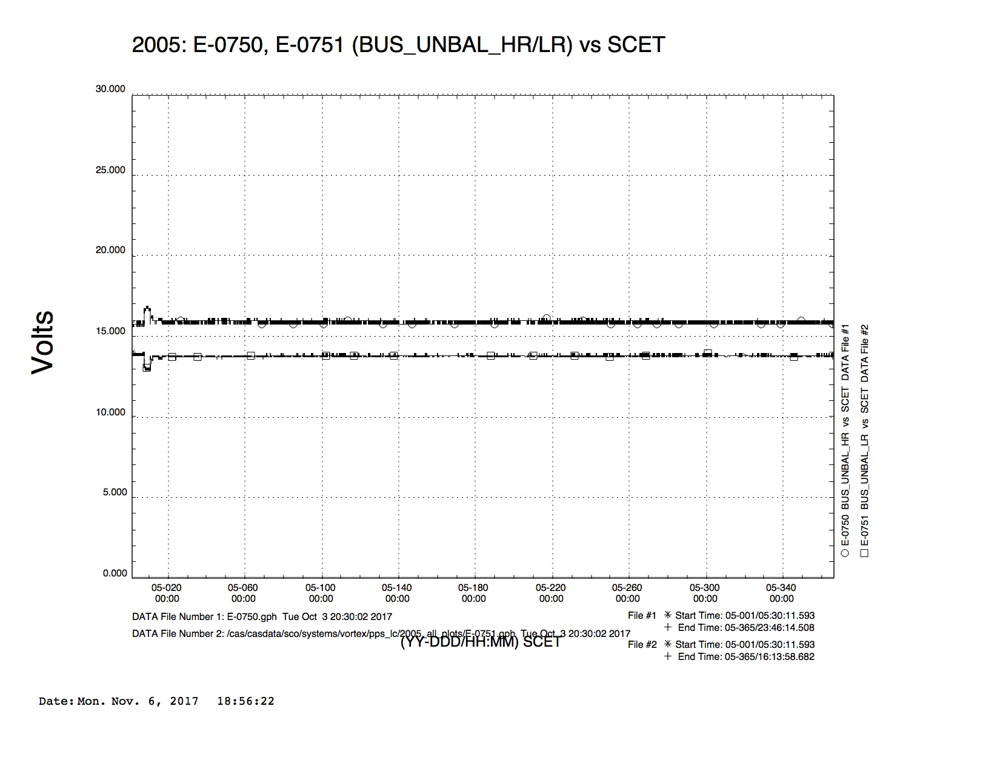 2005: E-0750, E-0751 (BUS_UNBAL_HR/LR) vs SCET
Volts
30.000
25.000
20.000
15.000
10.000
5.000
0.000
05-020 05-060 05-100 05-140 05-180 05-220 05-260 05-300 05-340
00:00 00:00 00:00 00:00 00:00 00:00 00:00 00:00 00:00
E-0750 BUS_UNBAL_HR vs SCET DATA File #1
E-0751 BUS_UNBAL_LR vs SCET DATA File #2
DATA File Number 1: E-0750.gph Tue Oct 3 20:30:02 2017
DATA File Number 2: /cas/casdata/sco/systems/vortex/pps_lc/2005_all_plots/E-0751.gph Tue Oct 3 20:30:02 2017
(YY-DDD/HH:MM) SCET
File #1 Start Time: 05-001/05:30:11.593
End Time: 05-365/23:46:14.508
File #2 Start Time: 05-001/05:30:11.593
End Time: 05-365/16:13:58.682
Date: Mon. Nov. 6, 2017 18:56:22